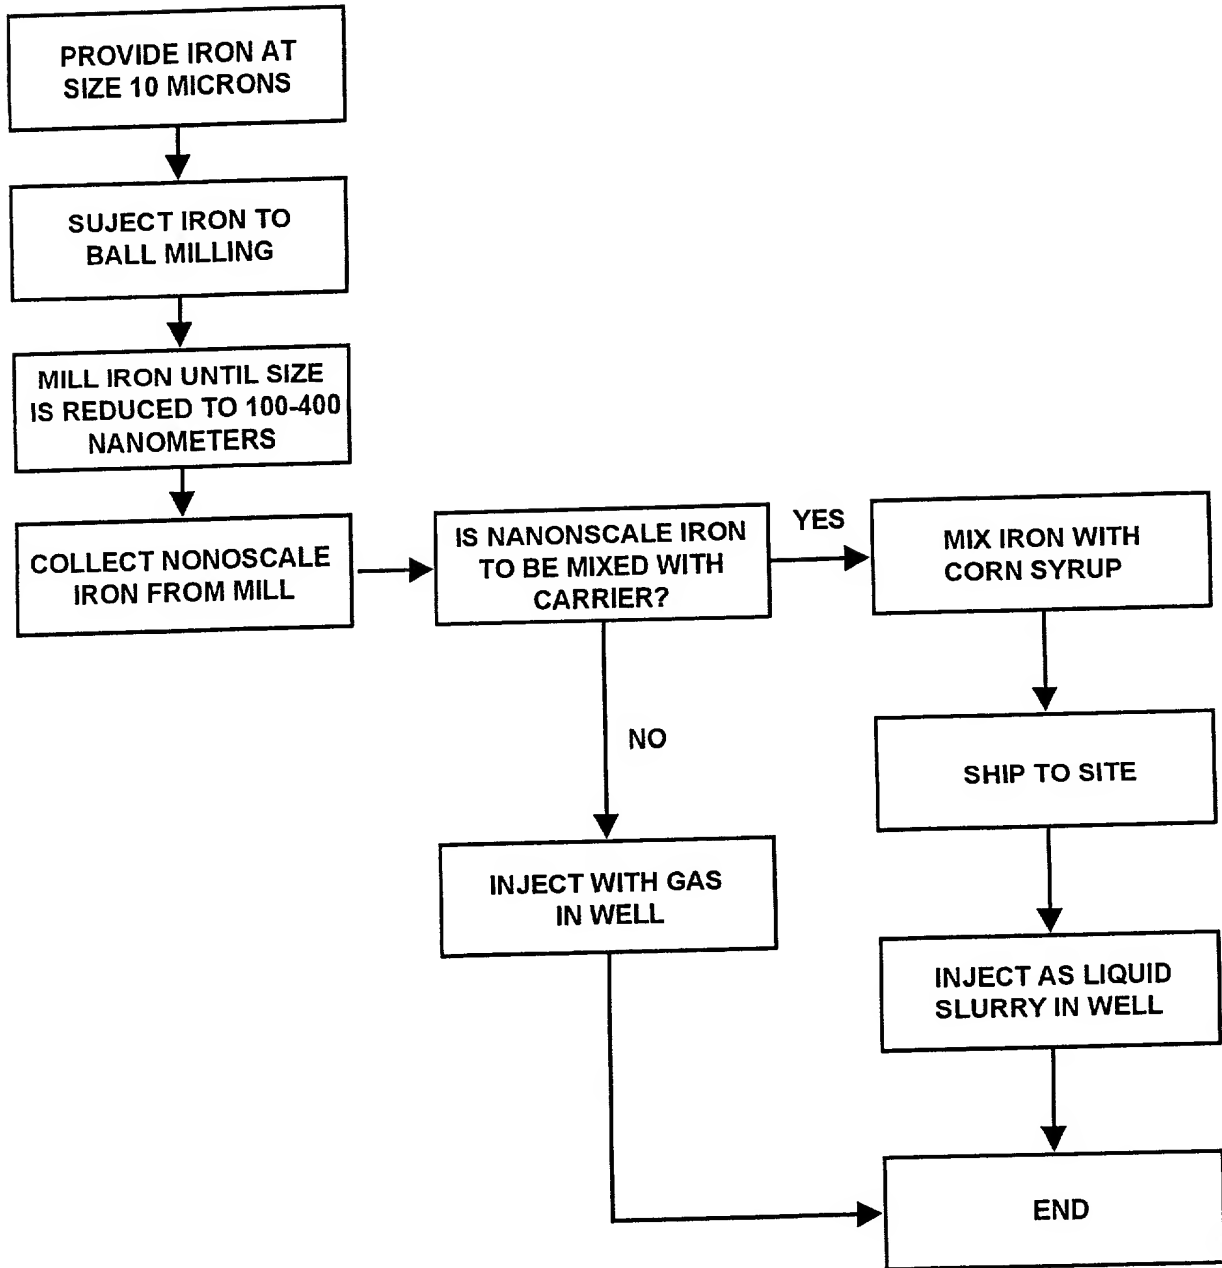 PROVIDE IRON AT
SIZE 10 MICRONS
SUJECT IRON TO
BALL MILLING
MILL IRON UNTIL SIZE
IS REDUCED TO 100-400
NANOMETERS
COLLECT NONOSCALE
IRON FROM MILL
IS NANONSCALE IRON
TO BE MIXED WITH
CARRIER?
YES
MIX IRON WITH
CORN SYRUP
NO
SHIP TO SITE
INJECT WITH GAS
IN WELL
INJECT AS LIQUID
SLURRY IN WELL
END